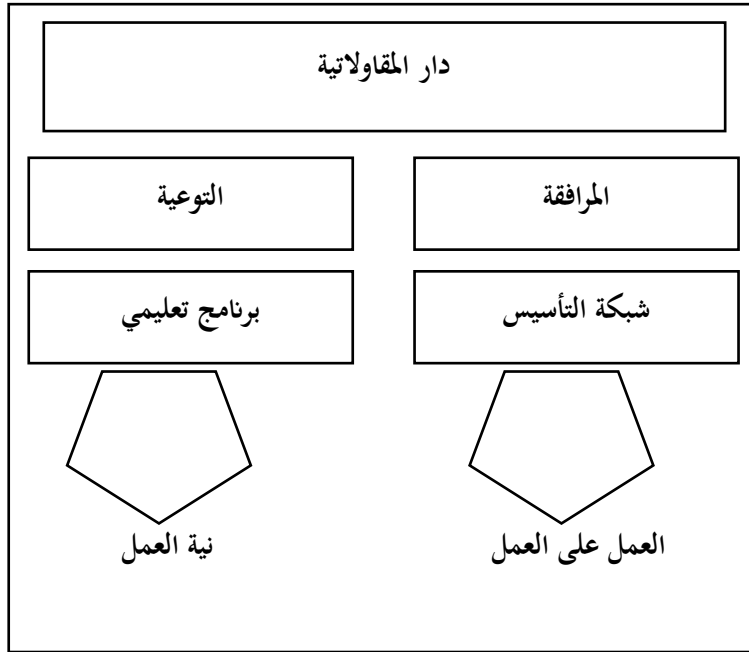 دار المقاولاتية
المرافقة
التوعية
شبكة التأسيس
برنامج تعليمي
العمل على العمل
نية العمل